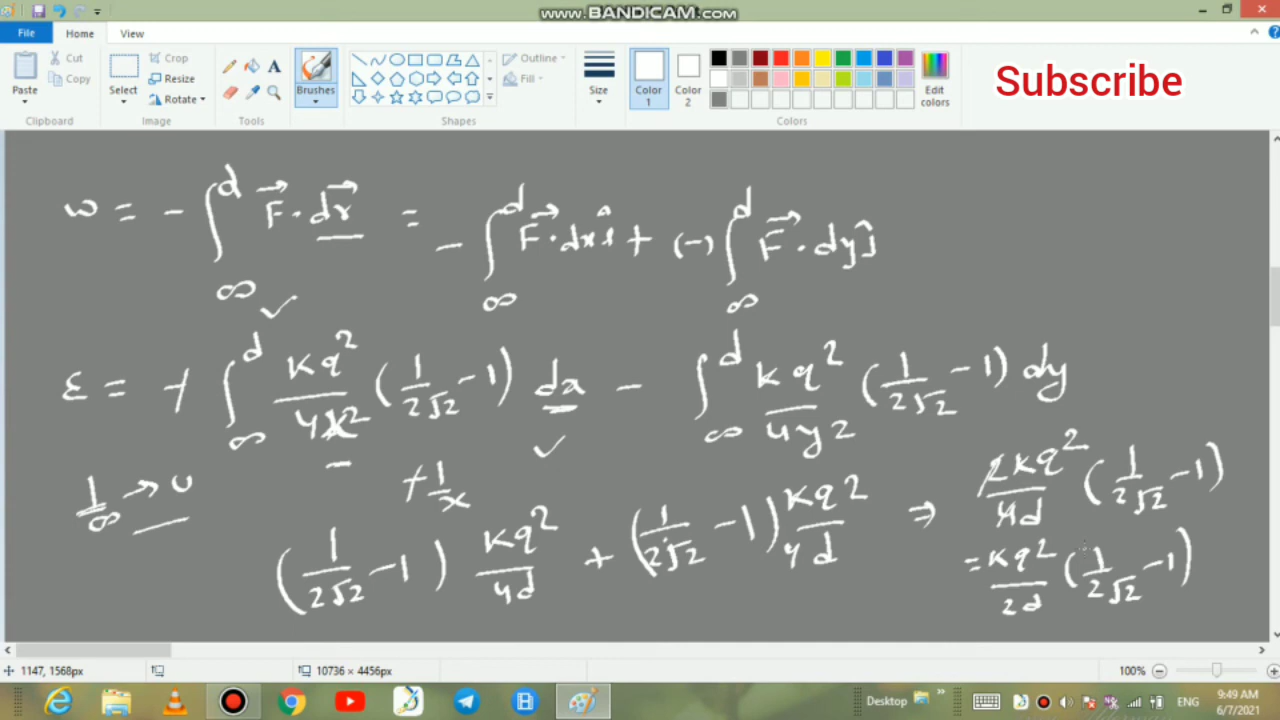 www.BANDICAM.com
File Home View
Paste
Cut
Copy
Clipboard
Select
Crop
Resize
Rotate
Image
Tools
Brushes
Outline
Fill
Shapes
Size
Color 1
Color 2
Edit colors
Colors
Subscribe
w = - ∫_∞^d F⃗ · dr⃗ = - ∫_∞^d F⃗ · dx î + (-) ∫_∞^d F⃗ · dy ĵ
ε = + ∫_∞^d kq²/4x² (1/2√2 - 1) dx - ∫_∞^d kq²/4y² (1/2√2 - 1) dy
1/∞ → 0
+ 1/x
(1/2√2 - 1) kq²/4d + (1/2√2 - 1) kq²/4d ⇒ 2kq²/4d (1/2√2 - 1)
= kq²/2d (1/2√2 - 1)
1147, 1568px
10736 × 4456px
100%
Desktop
ENG
9:49 AM
6/7/2021